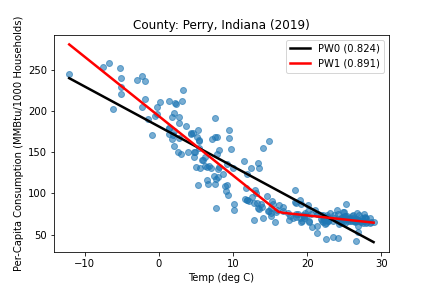 County: Perry, Indiana (2019)
PW0 (0.824)
PW1 (0.891)
Per-Capita Consumption (MMBtu/1000 Households)
250
200
150
100
50
−10
0
10
20
30
Temp (deg C)